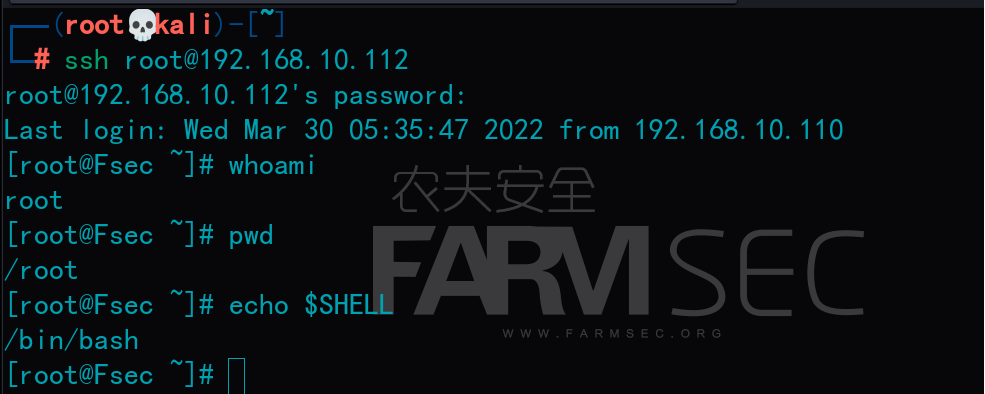 ┌──(root💀kali)-[~]
└─# ssh root@192.168.10.112
root@192.168.10.112's password:
Last login: Wed Mar 30 05:35:47 2022 from 192.168.10.110
[root@Fsec ~]# whoami
root
[root@Fsec ~]# pwd
/root
[root@Fsec ~]# echo $SHELL
/bin/bash
[root@Fsec ~]#
农夫安全
FARMSEC
WWW.FARMSEC.ORG